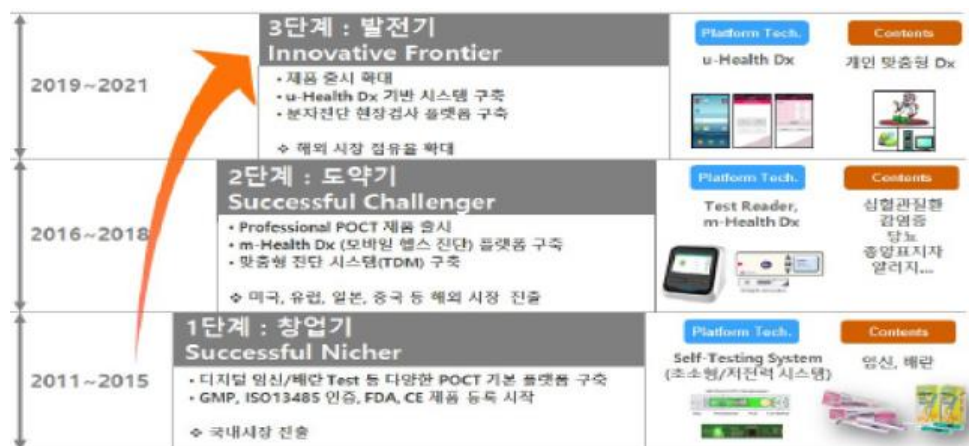 3단계 : 발전기
Innovative Frontier
2019~2021
• 제품 출시 확대
• u-Health Dx 기반 시스템 구축
• 분자진단 현장검사 플랫폼 구축
❖ 해외 시장 점유율 확대
Platform Tech.
u-Health Dx
Contents
개인 맞춤형 Dx
2단계 : 도약기
Successful Challenger
2016~2018
• Professional POCT 제품 출시
• m-Health Dx (모바일 헬스 진단) 플랫폼 구축
• 맞춤형 진단 시스템(TDM) 구축
❖ 미국, 유럽, 일본, 중국 등 해외 시장 진출
Platform Tech.
Test Reader,
m-Health Dx
Contents
심혈관질환
감염증
당뇨
종양표지자
알러지...
1단계 : 창업기
Successful Nicher
2011~2015
• 디지털 임신/배란 Test 등 다양한 POCT 기본 플랫폼 구축
• GMP, ISO13485 인증, FDA, CE 제품 등록 시작
❖ 국내시장 진출
Platform Tech.
Self-Testing System
(초소형/저전력 시스템)
Contents
임신, 배란